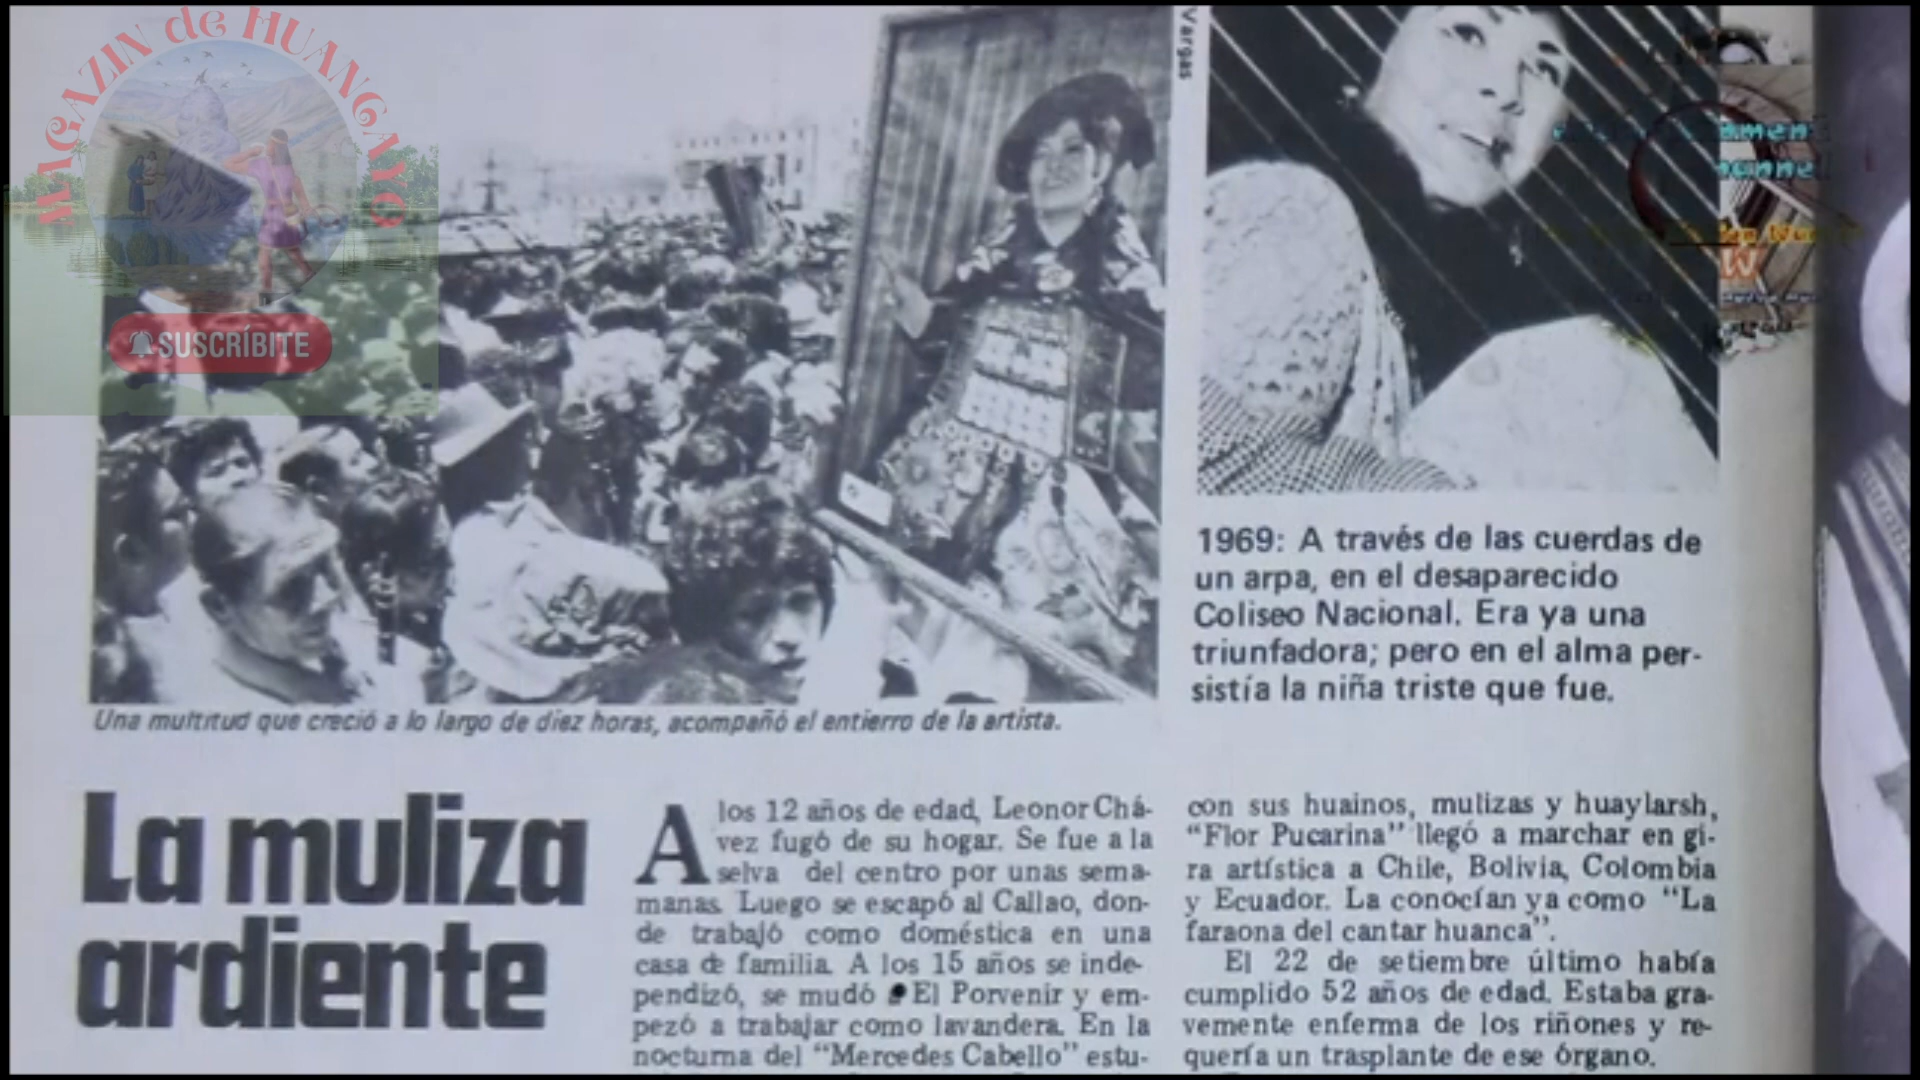 MAGAZIN de HUANCAYO
SUSCRÍBITE
Vargas
1969: A través de las cuerdas de
un arpa, en el desaparecido
Coliseo Nacional. Era ya una
triunfadora; pero en el alma per-
sistía la niña triste que fue.
Una multitud que creció a lo largo de diez horas, acompañó el entierro de la artista.
La muliza
ardiente
A los 12 años de edad, Leonor Chá-
vez fugó de su hogar. Se fue a la
selva del centro por unas sema-
manas. Luego se escapó al Callao, don-
de trabajó como doméstica en una
casa de familia. A los 15 años se inde-
pendizó, se mudó El Porvenir y em-
pezó a trabajar como lavandera. En la
nocturna del "Mercedes Cabello" estu-
con sus huainos, mulizas y huaylarsh,
"Flor Pucarina" llegó a marchar en gi-
ra artística a Chile, Bolivia, Colombia
y Ecuador. La conocían ya como "La
faraona del cantar huanca".
El 22 de setiembre último había
cumplido 52 años de edad. Estaba gra-
vemente enferma de los riñones y re-
quería un trasplante de ese órgano.